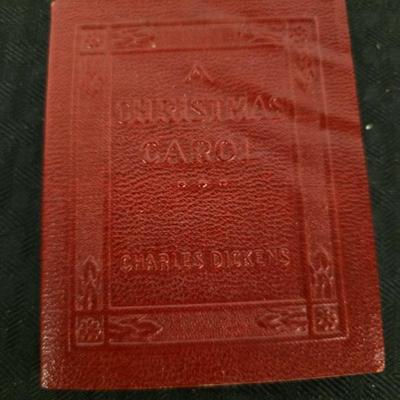 A
CHRISTMAS
CAROL
...
CHARLES DICKENS